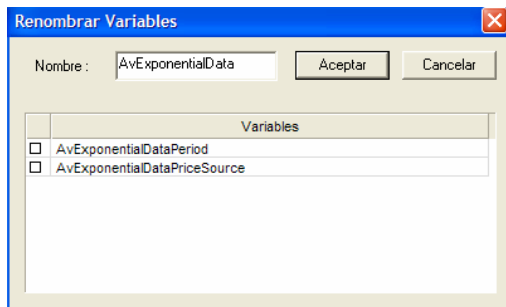 Renombrar Variables
Nombre : AvExponentialData Aceptar Cancelar
Variables
AvExponentialDataPeriod
AvExponentialDataPriceSource